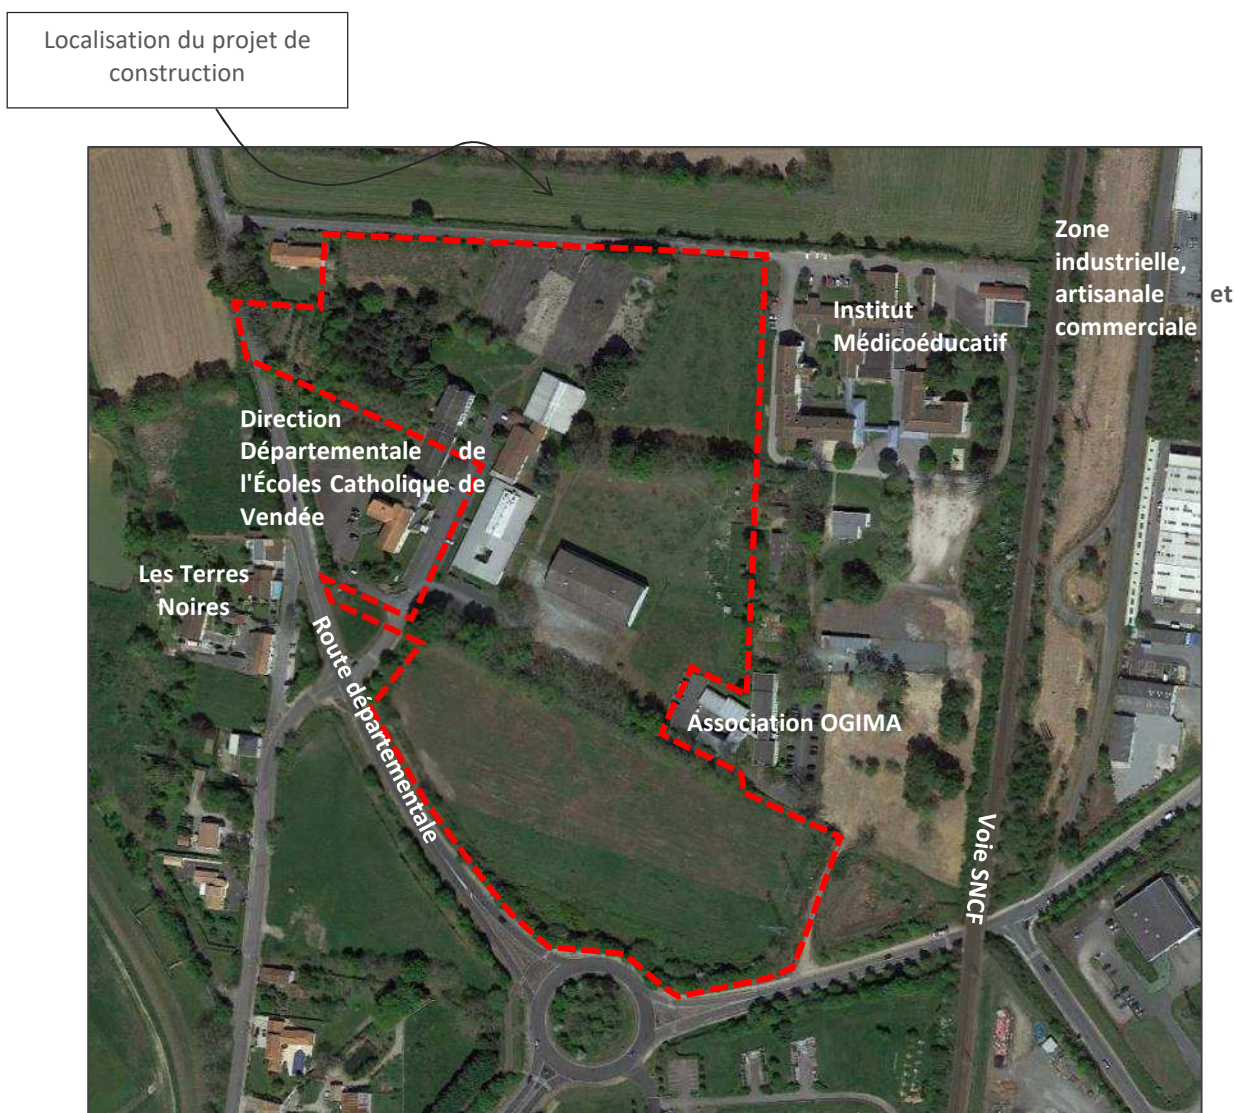 Localisation du projet de
construction
Zone
industrielle,
artisanale et
commerciale
Institut
Médicoéducatif
Direction
Départementale de
l'Écoles Catholique de
Vendée
Les Terres
Noires
Route départementale
Association OGIMA
Voie SNCF